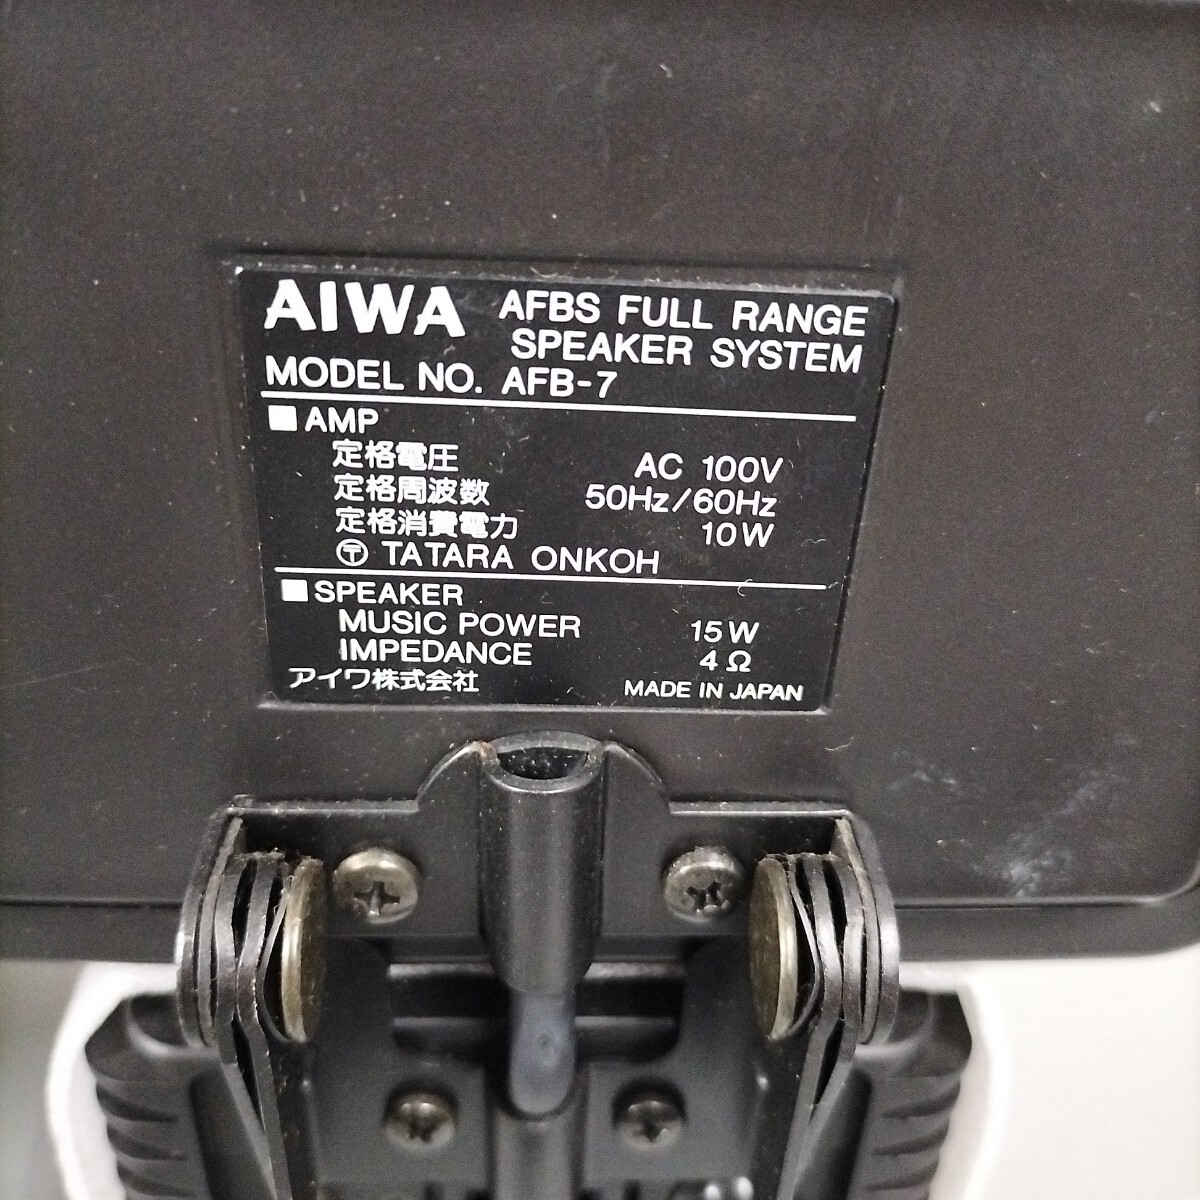 AIWA AFBS FULL RANGE
SPEAKER SYSTEM
MODEL NO. AFB-7
■ AMP
定格電圧 AC 100V
定格周波数 50Hz/60Hz
定格消費電力 10W
〶 TATARA ONKOH
■ SPEAKER
MUSIC POWER 15W
IMPEDANCE 4Ω
アイワ株式会社 MADE IN JAPAN